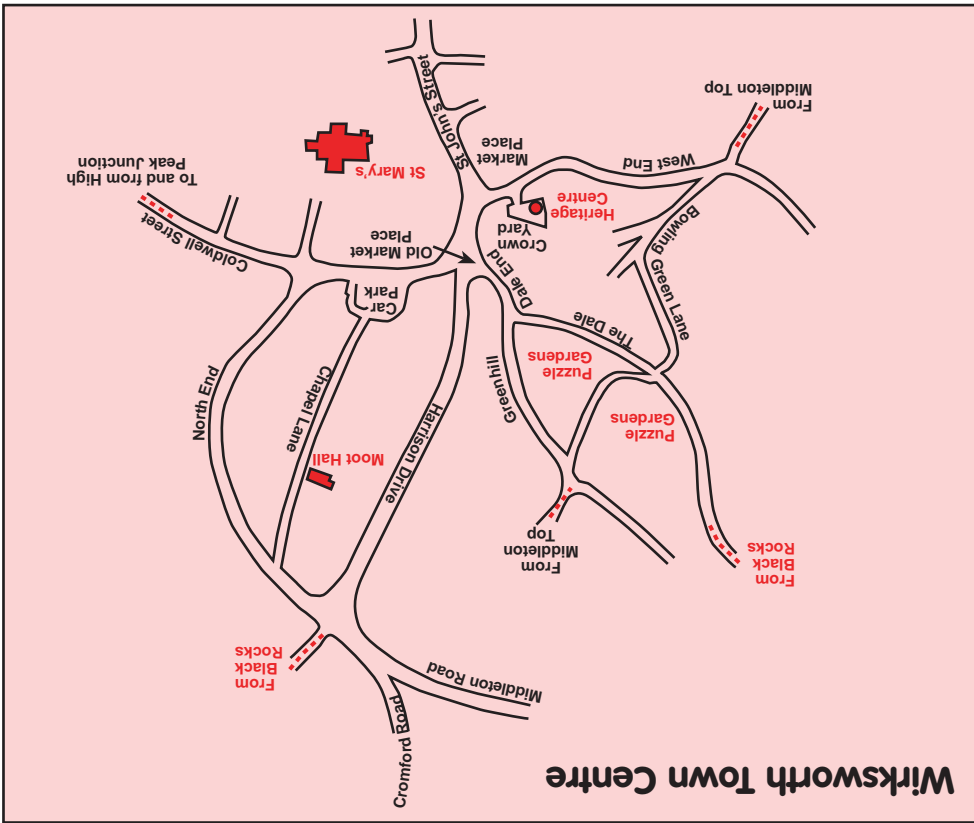 Wirksworth Town Centre
Cromford Road
Middleton Road
From
Black
Rocks
From
Black
Rocks
From
Middleton
Top
North End
Chapel Lane
Moot Hall
Harrison Drive
Greenhill
Puzzle
Gardens
Puzzle
Gardens
The Dale
Bowling Green Lane
Car
Park
Dale End
Coldwell Street
Old Market
Place
Crown
Yard
Heritage
Centre
To and from High
Peak Junction
St Mary's
St John's Street
Market
Place
West End
From
Middleton Top